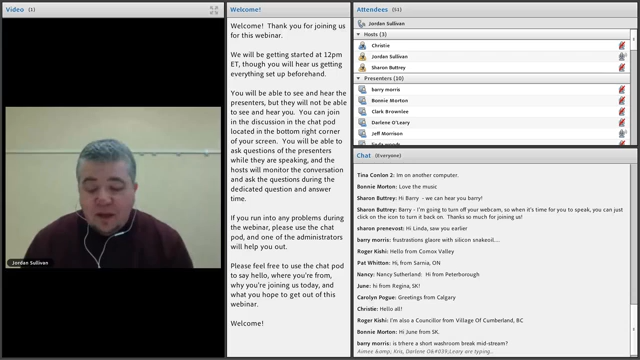 Video (1)
Jordan Sullivan
Welcome!
Welcome! Thank you for joining us
for this webinar.
We will be getting started at 12pm
ET, though you will hear us getting
everything set up beforehand.
You will be able to see and hear the
presenters, but they will not be able
to see and hear you. You can join
in the discussion in the chat pod
located in the bottom right corner
of your screen. You will be able to
ask questions of the presenters
while they are speaking, and the
hosts will monitor the conversation
and ask the questions during the
dedicated question and answer
time.
If you run into any problems during
the webinar, please use the chat
pod, and one of the administrators
will help you out.
Please feel free to use the chat pod
to say hello, where you're from,
why you're joining us today, and
what you hope to get out of this
webinar.
Welcome!
Attendees (51)
Jordan Sullivan
Hosts (3)
Christie
Jordan Sullivan
Sharon Buttrey
Presenters (10)
barry morris
Bonnie Morton
Clark Brownlee
Darlene O'Leary
Jeff Morrison
Chat (Everyone)
Tina Conlon 2: Im on another computer.
Bonnie Morton: Love the music
Sharon Buttrey: Hi Barry - we can hear you barry!
Sharon Buttrey: Barry - I'm going to turn off your webcam, so when it's time for you to speak, you can just
click on the icon to turn it back on. Thanks so much for joining us!
sharon prenevost: Hi Linda, saw you earlier
barry morris: frustrations glaore with silicon snakeoil....
Roger Kishi: Hello from Comox Valley
Pat Whitton: Hi, from Sarnia, ON
Nancy: Nancy Sutherland: Hi from Peterborough
June: hi from Regina, SK!
Carolyn Pogue: Greetings from Calgary
Christie: Hello all!
Roger Kishi: I'm also a Councillor from Village Of Cumberland, BC
Bonnie Morton: Hi June from SK.
barry morris: is trhere a short washroom break mid-stream?
Aimee &amp; Kris, Darlene O&#039;Leary are typing..